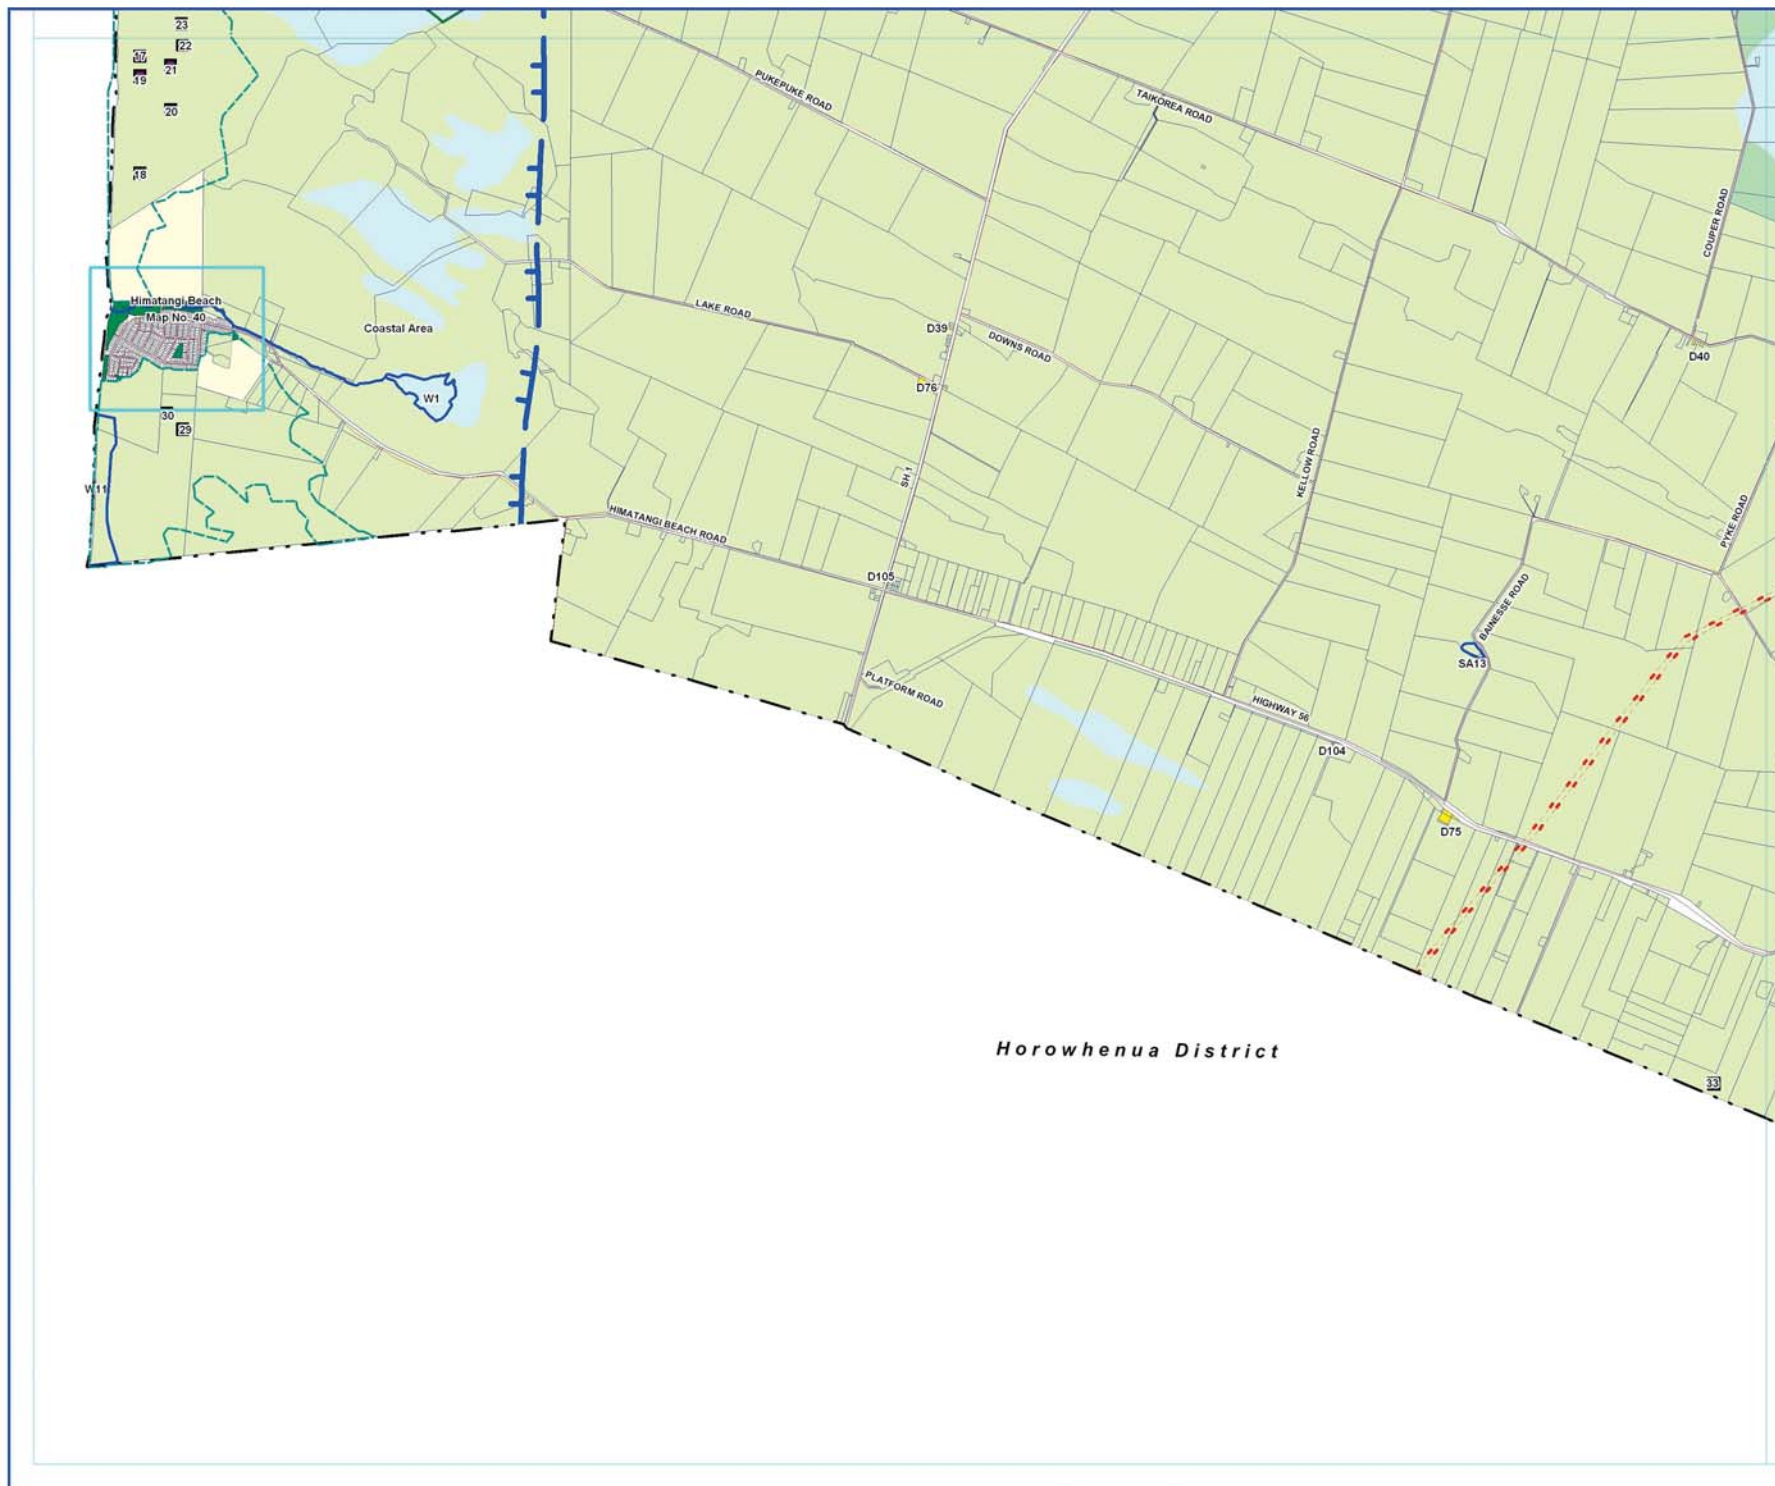 23
22
17
21
19
20
18
PUKEPUKE ROAD
TAIKOREA ROAD
COUPER ROAD
Himatangi Beach
Map No. 40
LAKE ROAD
Coastal Area
D39
DOWNS ROAD
D40
D76
W1
30
29
KELLOW ROAD
SH 1
W11
HIMATANGI BEACH ROAD
PYKE ROAD
D105
BAINESSE ROAD
SA13
PLATFORM ROAD
HIGHWAY 56
D104
D75
Horowhenua District
33